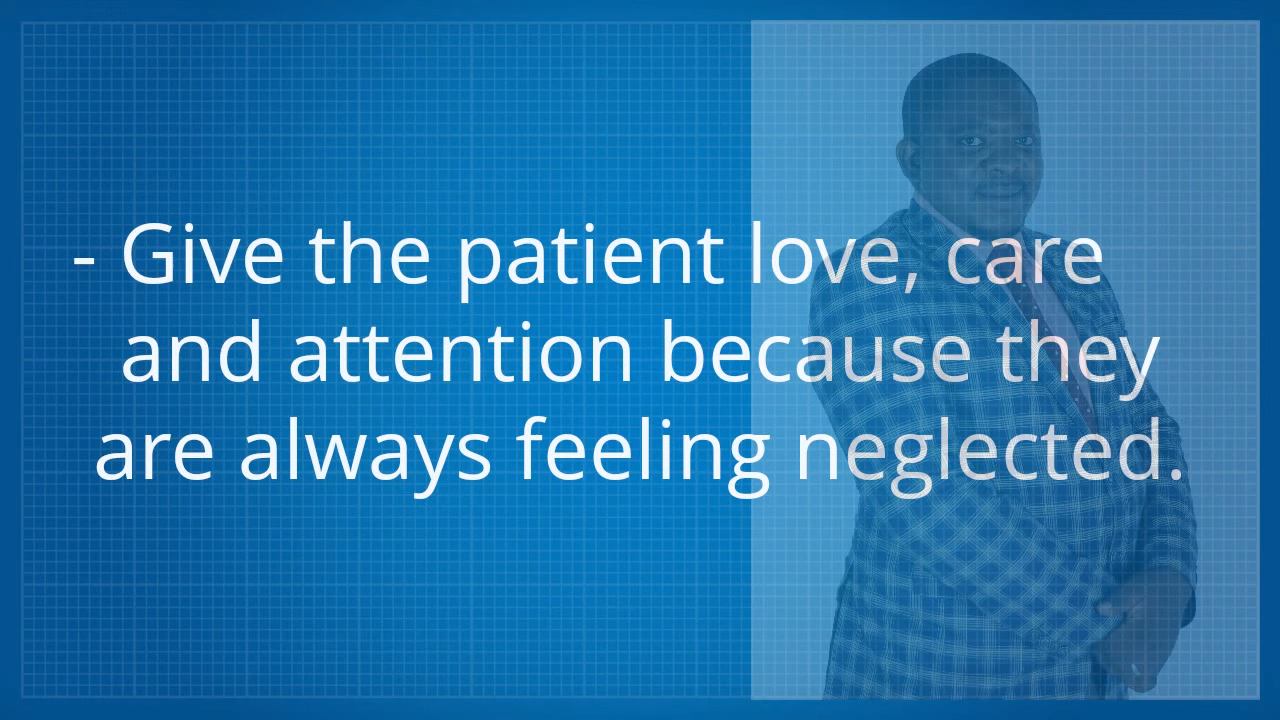 - Give the patient love, care
and attention because they
are always feeling neglected.